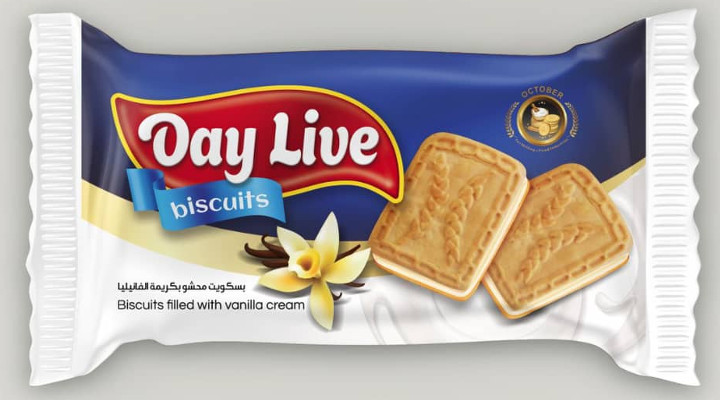 OCTOBER
Day Live
biscuits
بسكويت محشو بكريمة الفانيليا
Biscuits filled with vanilla cream